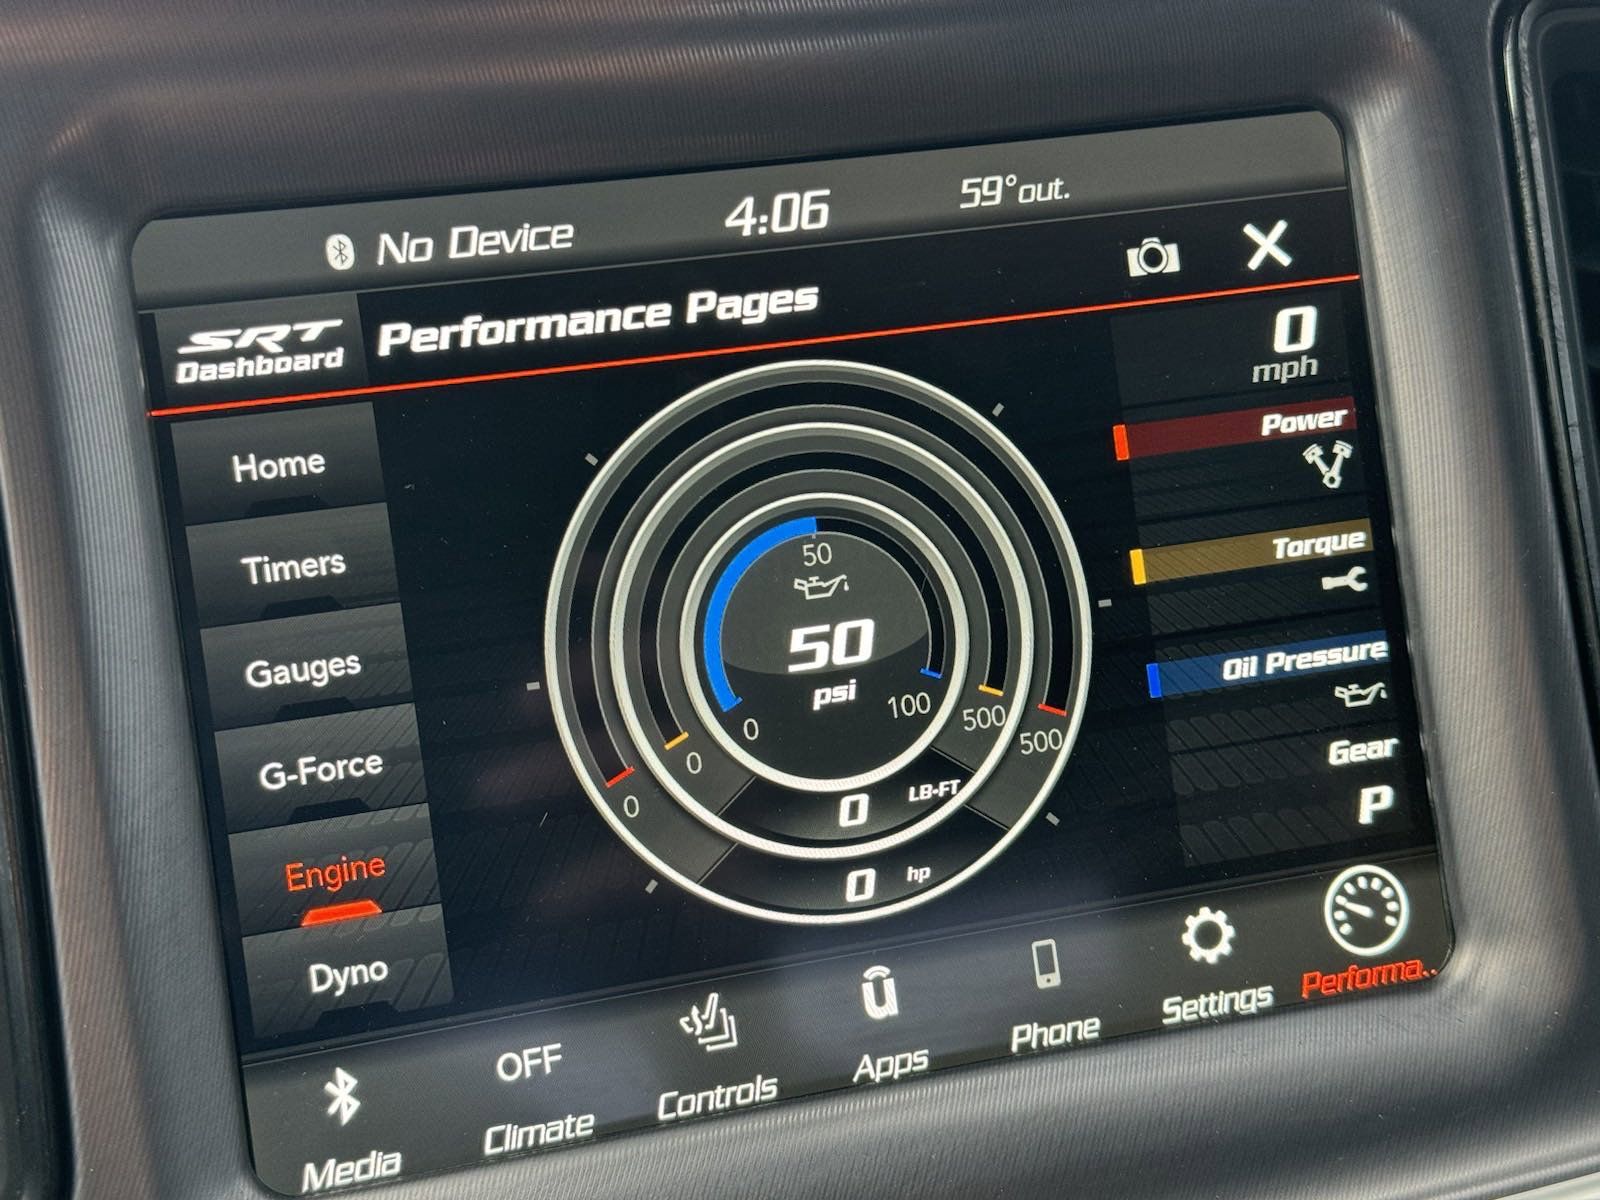 No Device
4:06
59°out.
SRT
Dashboard
Performance Pages
0
mph
Home
Timers
Gauges
G-Force
Engine
Dyno
50
50
psi
0
100
0
500
0
500
0 LB-FT
0 hp
Power
Torque
Oil Pressure
Gear
P
Media
OFF
Climate
Controls
Apps
Phone
Settings
Performa..